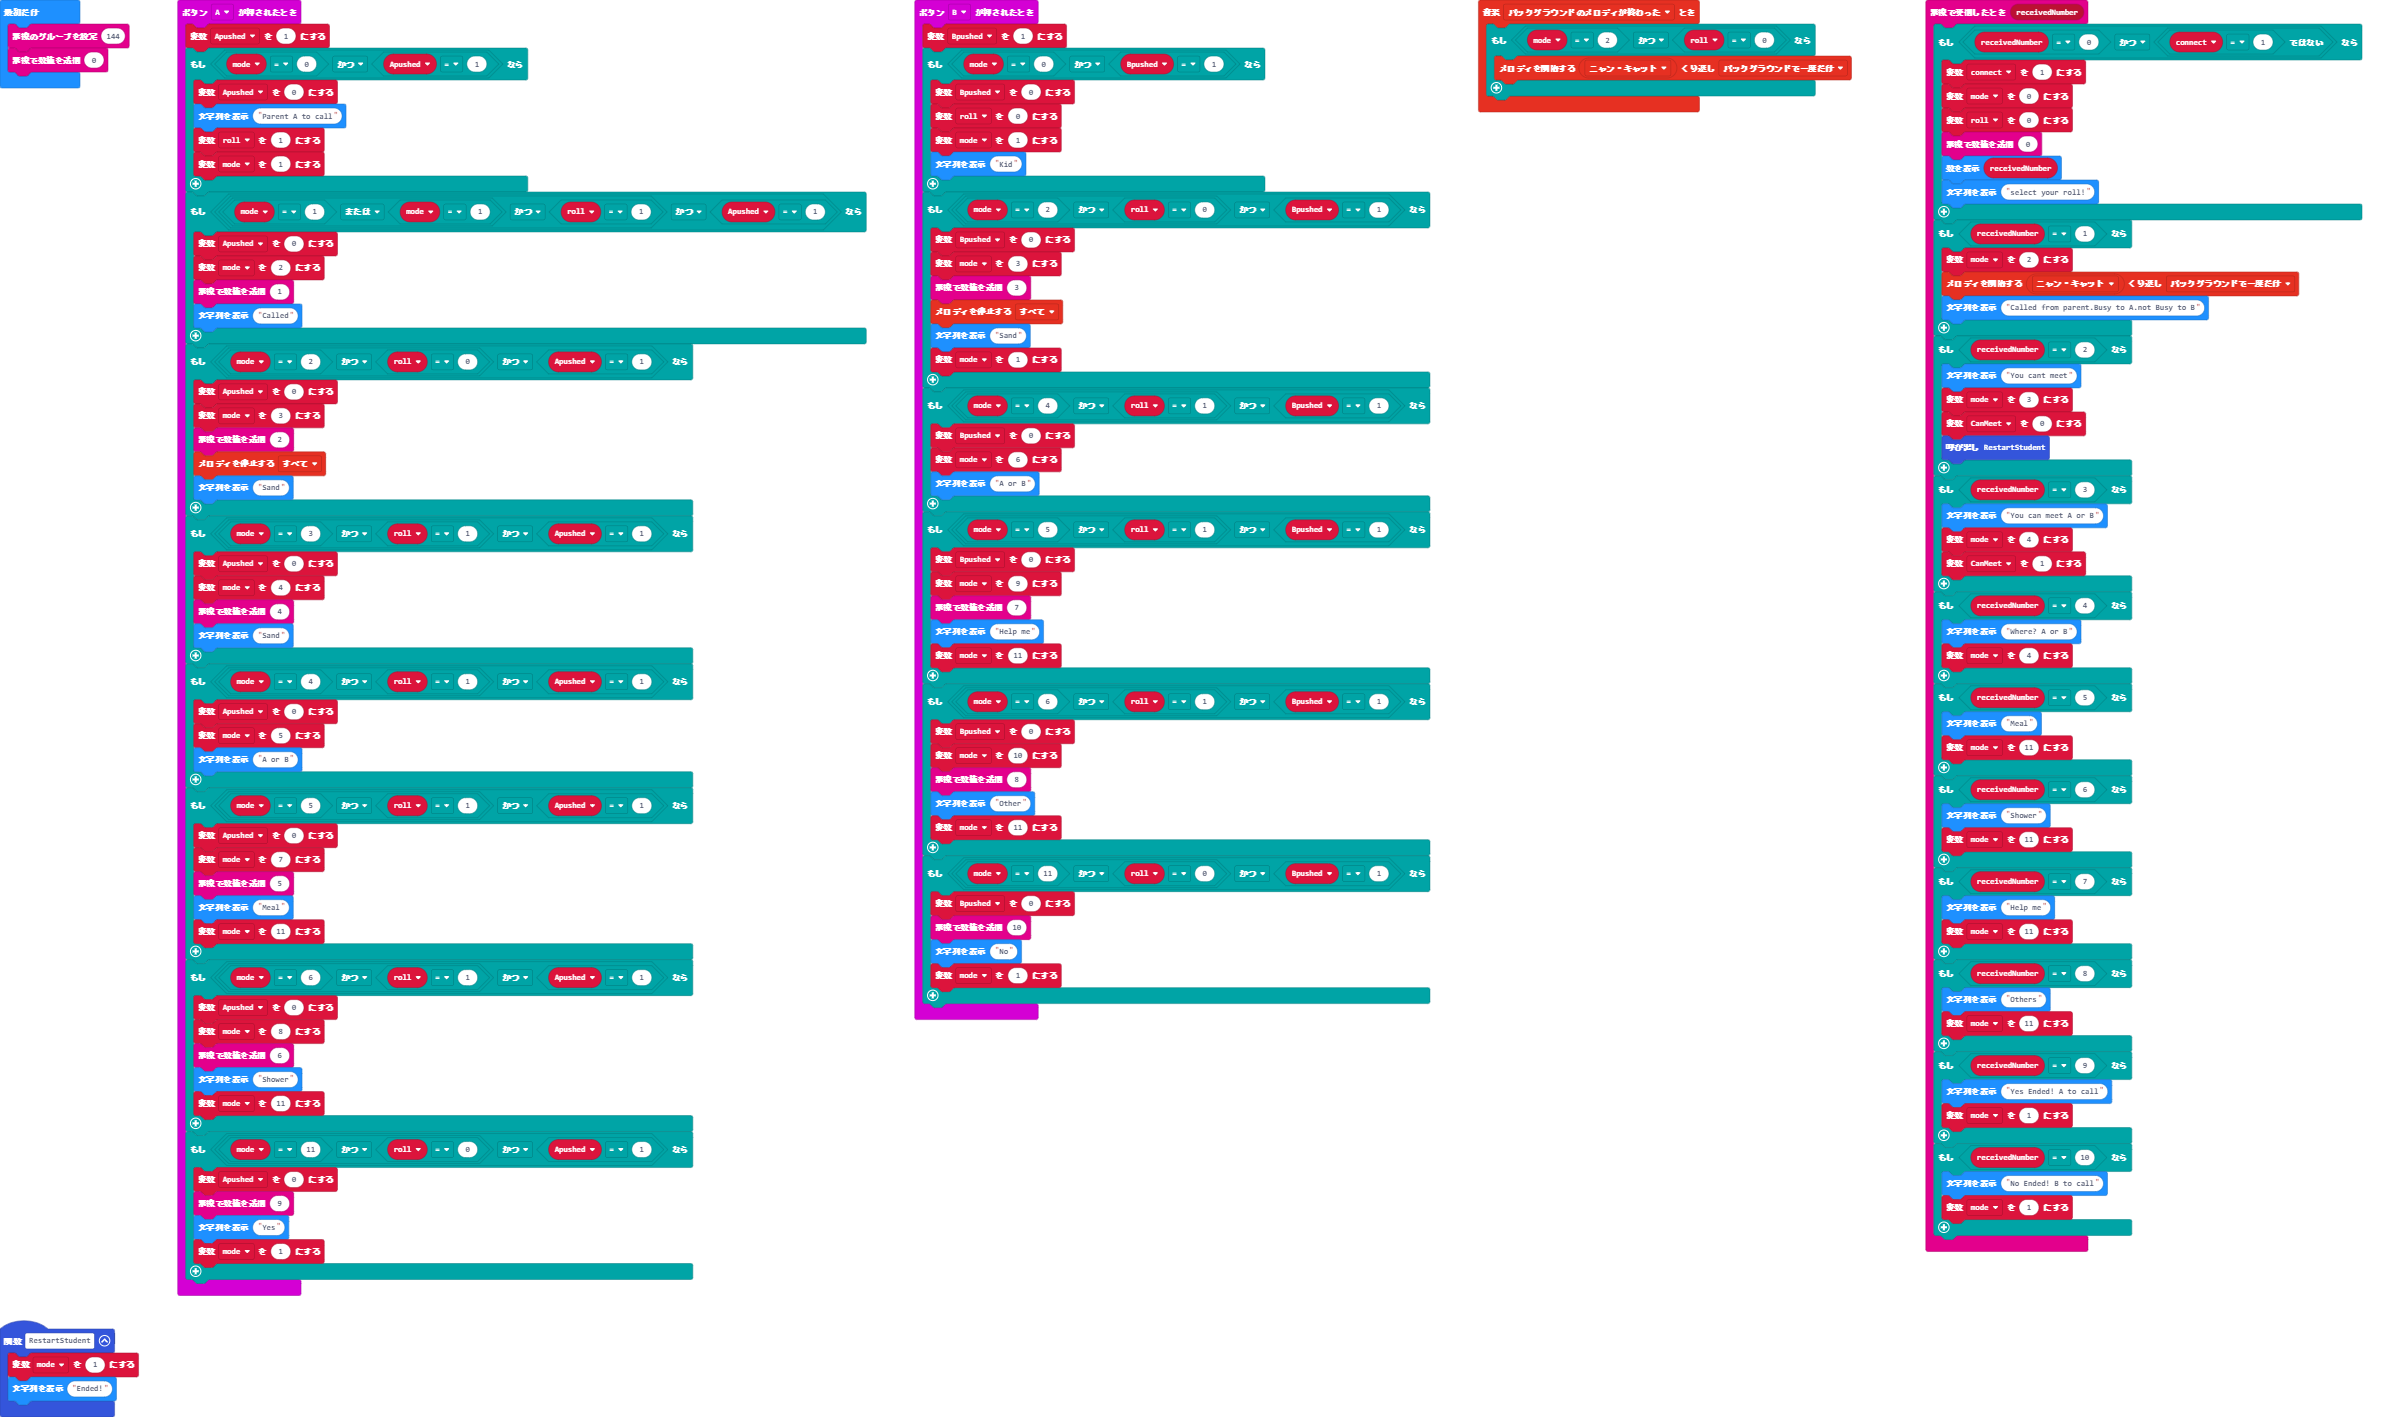 最初だけ
無線のグループを設定 144
無線で数値を送信 0
ボタン A が押されたとき
変数 Apushed を 1 にする
もし mode = 0 かつ Apushed = 1 なら
変数 Apushed を 0 にする
文字列を表示 "Parent A to call"
変数 roll を 1 にする
変数 mode を 1 にする
もし mode = 1 または mode = 1 かつ roll = 1 かつ Apushed = 1 なら
変数 Apushed を 0 にする
変数 mode を 2 にする
無線で数値を送信 1
文字列を表示 "Called"
もし mode = 2 かつ roll = 0 かつ Apushed = 1 なら
変数 Apushed を 0 にする
変数 mode を 3 にする
無線で数値を送信 2
メロディを停止する すべて
文字列を表示 "Sand"
もし mode = 3 かつ roll = 1 かつ Apushed = 1 なら
変数 Apushed を 0 にする
変数 mode を 4 にする
無線で数値を送信 4
文字列を表示 "Sand"
もし mode = 4 かつ roll = 1 かつ Apushed = 1 なら
変数 Apushed を 0 にする
変数 mode を 5 にする
文字列を表示 "A or B"
もし mode = 5 かつ roll = 1 かつ Apushed = 1 なら
変数 Apushed を 0 にする
変数 mode を 7 にする
無線で数値を送信 5
文字列を表示 "Meal"
変数 mode を 11 にする
もし mode = 6 かつ roll = 1 かつ Apushed = 1 なら
変数 Apushed を 0 にする
変数 mode を 8 にする
無線で数値を送信 6
文字列を表示 "Shower"
変数 mode を 11 にする
もし mode = 11 かつ roll = 0 かつ Apushed = 1 なら
変数 Apushed を 0 にする
無線で数値を送信 9
文字列を表示 "Yes"
変数 mode を 1 にする
ボタン B が押されたとき
変数 Bpushed を 1 にする
もし mode = 0 かつ Bpushed = 1 なら
変数 Bpushed を 0 にする
変数 roll を 0 にする
変数 mode を 1 にする
文字列を表示 "Kid"
もし mode = 2 かつ roll = 0 かつ Bpushed = 1 なら
変数 Bpushed を 0 にする
変数 mode を 3 にする
無線で数値を送信 3
メロディを停止する すべて
文字列を表示 "Sand"
変数 mode を 1 にする
もし mode = 4 かつ roll = 1 かつ Bpushed = 1 なら
変数 Bpushed を 0 にする
変数 mode を 6 にする
文字列を表示 "A or B"
もし mode = 5 かつ roll = 1 かつ Bpushed = 1 なら
変数 Bpushed を 0 にする
変数 mode を 9 にする
無線で数値を送信 7
文字列を表示 "Help me"
変数 mode を 11 にする
もし mode = 6 かつ roll = 1 かつ Bpushed = 1 なら
変数 Bpushed を 0 にする
変数 mode を 10 にする
無線で数値を送信 8
文字列を表示 "Other"
変数 mode を 11 にする
もし mode = 11 かつ roll = 0 かつ Bpushed = 1 なら
変数 Bpushed を 0 にする
無線で数値を送信 10
文字列を表示 "No"
変数 mode を 1 にする
音楽 バックグラウンドのメロディが終わった とき
もし mode = 2 かつ roll = 0 なら
メロディを開始する ニャン・キャット くり返し バックグラウンドで一度だけ
無線で受信したとき receivedNumber
もし receivedNumber = 0 かつ connect = 1 ではない なら
変数 connect を 1 にする
変数 mode を 0 にする
変数 roll を 0 にする
無線で数値を送信 0
数を表示 receivedNumber
文字列を表示 "select your roll!"
もし receivedNumber = 1 なら
変数 mode を 2 にする
メロディを開始する ニャン・キャット くり返し バックグラウンドで一度だけ
文字列を表示 "Called from parent.Busy to A.not Busy to B"
もし receivedNumber = 2 なら
文字列を表示 "You cant meet"
変数 mode を 3 にする
変数 CanMeet を 0 にする
呼び出し RestartStudent
もし receivedNumber = 3 なら
文字列を表示 "You can meet A or B"
変数 mode を 4 にする
変数 CanMeet を 1 にする
もし receivedNumber = 4 なら
文字列を表示 "Where? A or B"
変数 mode を 4 にする
もし receivedNumber = 5 なら
文字列を表示 "Meal"
変数 mode を 11 にする
もし receivedNumber = 6 なら
文字列を表示 "Shower"
変数 mode を 11 にする
もし receivedNumber = 7 なら
文字列を表示 "Help me"
変数 mode を 11 にする
もし receivedNumber = 8 なら
文字列を表示 "Others"
変数 mode を 11 にする
もし receivedNumber = 9 なら
文字列を表示 "Yes Ended! A to call"
変数 mode を 1 にする
もし receivedNumber = 10 なら
文字列を表示 "No Ended! B to call"
変数 mode を 1 にする
関数 RestartStudent
変数 mode を 1 にする
文字列を表示 "Ended!"